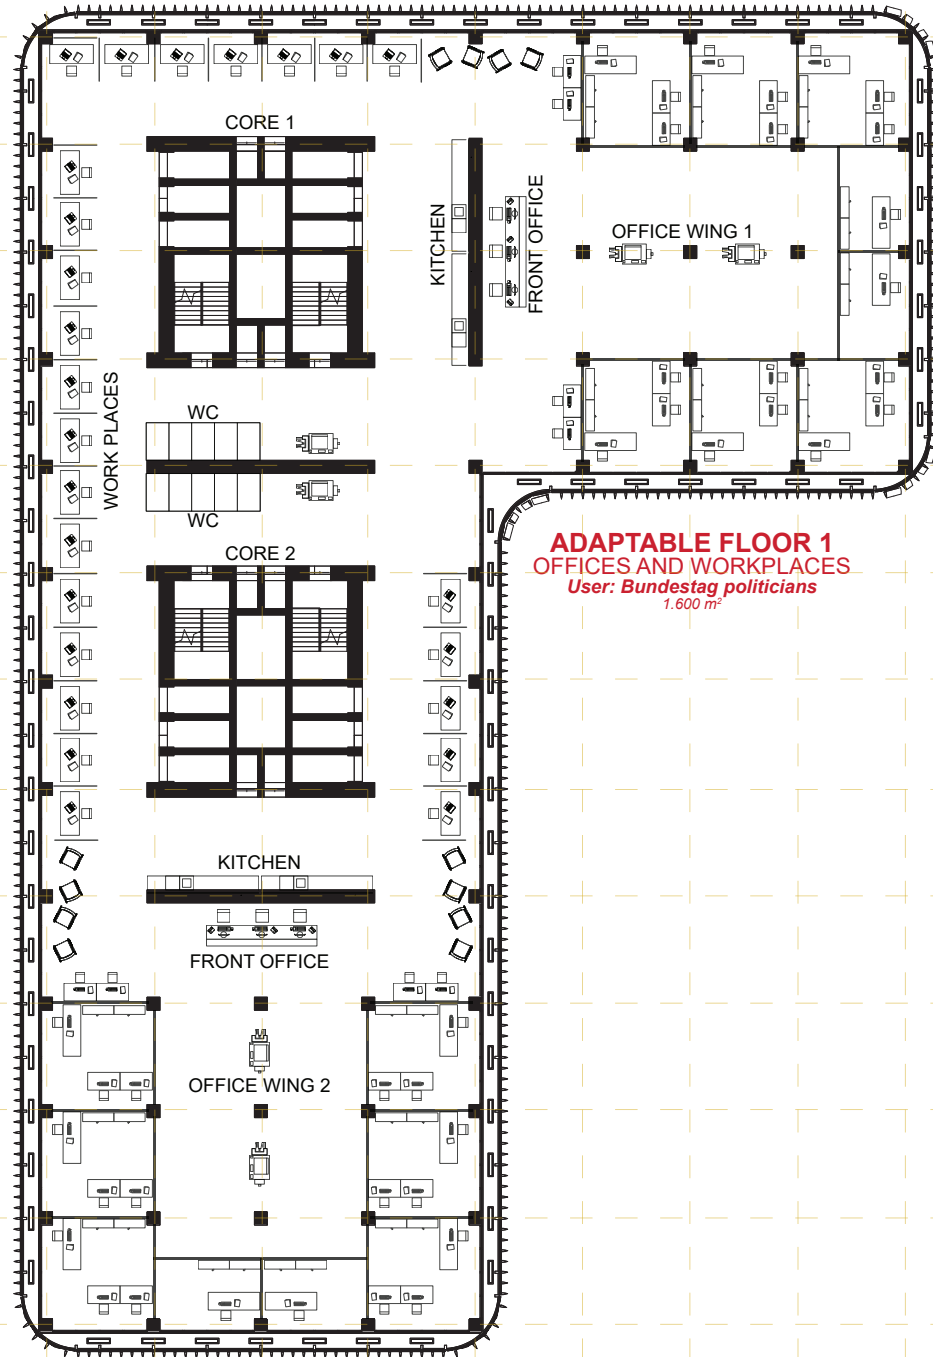 CORE 1
KITCHEN
FRONT OFFICE
OFFICE WING 1
WORK PLACES
WC
WC
CORE 2
ADAPTABLE FLOOR 1
OFFICES AND WORKPLACES
User: Bundestag politicians
1.600 m²
KITCHEN
FRONT OFFICE
OFFICE WING 2